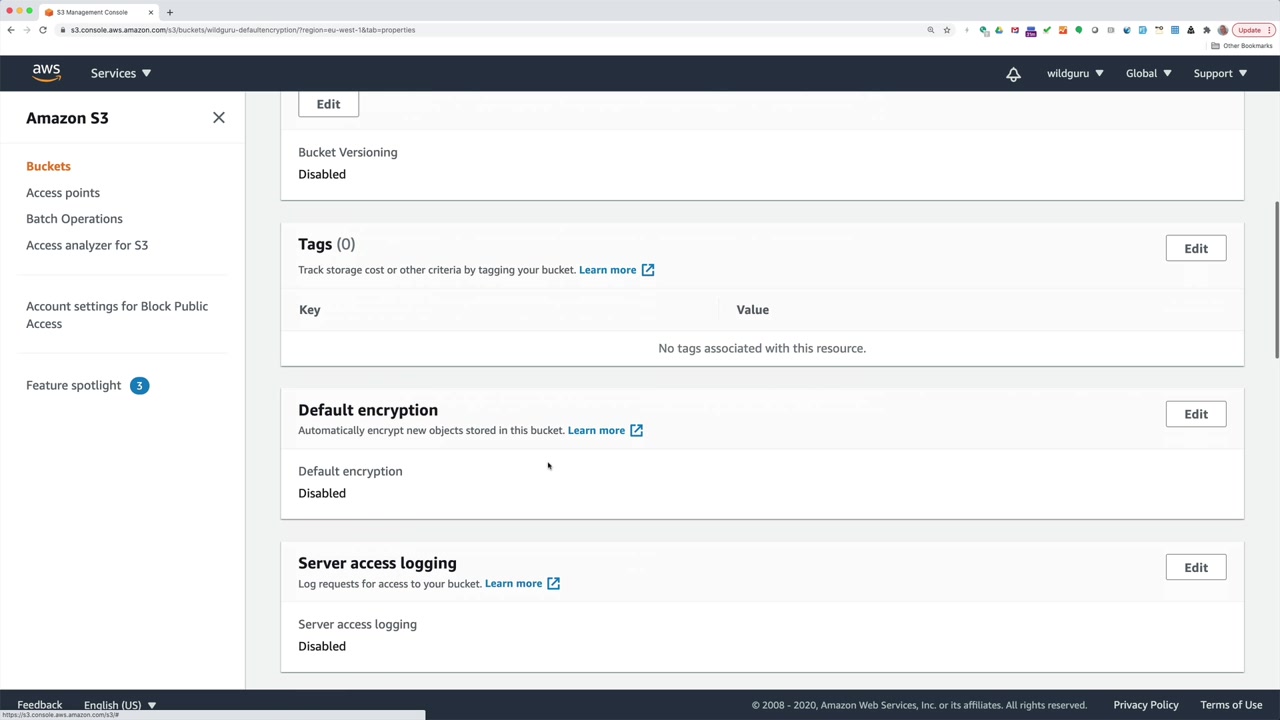 S3 Management Console
s3.console.aws.amazon.com/s3/buckets/wildguru-defaultencryption/?region=eu-west-1&tab=properties
Update
Other Bookmarks
aws
Services
wildguru
Global
Support
Amazon S3
Buckets
Access points
Batch Operations
Access analyzer for S3
Account settings for Block Public
Access
Feature spotlight
3
Edit
Bucket Versioning
Disabled
Tags (0)
Edit
Track storage cost or other criteria by tagging your bucket. Learn more
Key
Value
No tags associated with this resource.
Default encryption
Edit
Automatically encrypt new objects stored in this bucket. Learn more
Default encryption
Disabled
Server access logging
Edit
Log requests for access to your bucket. Learn more
Server access logging
Disabled
Feedback
English (US)
© 2008 - 2020, Amazon Web Services, Inc. or its affiliates. All rights reserved.
Privacy Policy
Terms of Use
https://s3.console.aws.amazon.com/s3/#